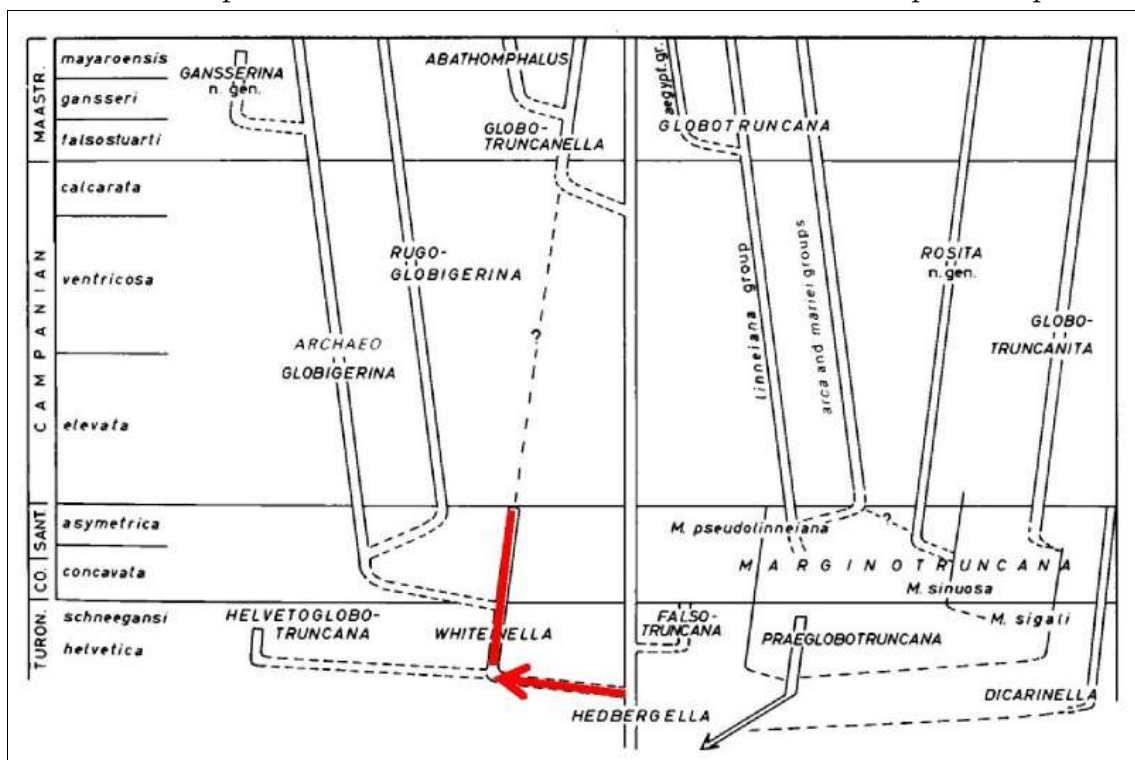 MAASTR.
mayaroensis
gansseri
falsostuarti
CAMPANIAN
calcarata
ventricosa
elevata
SANT.
asymetrica
CO.
concavata
TURON.
schneegansi
helvetica
GANSSERINA
n. gen.
ABATHOMPHALUS
GLOBO-
TRUNCANELLA
aegypt. gr.
GLOBOTRUNCANA
RUGO-
GLOBIGERINA
ARCHAEO
GLOBIGERINA
?
linneiana group
arca and mariei groups
ROSITA
n. gen.
GLOBO-
TRUNCANITA
M. pseudolinneiana
?
MARGINOTRUNCANA
M. sinuosa
M. sigali
HELVETOGLOBO-
TRUNCANA
WHITEINELLA
FALSO-
TRUNCANA
PRAEGLOBOTRUNCANA
HEDBERGELLA
DICARINELLA